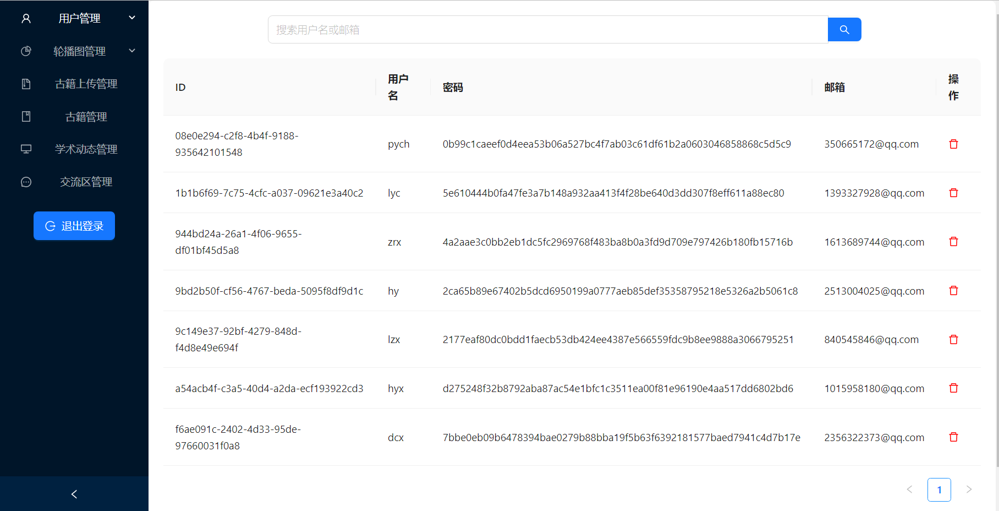 用户管理
轮播图管理
古籍上传管理
古籍管理
学术动态管理
交流区管理
退出登录
搜索用户名或邮箱
ID
用户
名
密码
邮箱
操
作
08e0e294-c2f8-4b4f-9188-
935642101548
pych
0b99c1caeef0d4eea53b06a527bc4f7ab03c61df61b2a0603046858868c5d5c9
350665172@qq.com
1b1b6f69-7c75-4cfc-a037-09621e3a40c2
lyc
5e610444b0fa47fe3a7b148a932aa413f4f28be640d3dd307f8eff611a88ec80
1393327928@qq.com
944bd24a-26a1-4f06-9655-
df01bf45d5a8
zrx
4a2aae3c0bb2eb1dc5fc2969768f483ba8b0a3fd9d709e797426b180fb15716b
1613689744@qq.com
9bd2b50f-cf56-4767-beda-5095f8df9d1c
hy
2ca65b89e67402b5dcd6950199a0777aeb85def35358795218e5326a2b5061c8
2513004025@qq.com
9c149e37-92bf-4279-848d-
f4d8e49e694f
lzx
2177eaf80dc0bdd1faecb53db424ee4387e566559fdc9b8ee9888a3066795251
840545846@qq.com
a54acb4f-c3a5-40d4-a2da-ecf193922cd3
hyx
d275248f32b8792aba87ac54e1bfc1c3511ea00f81e96190e4aa517dd6802bd6
1015958180@qq.com
f6ae091c-2402-4d33-95de-
97660031f0a8
dcx
7bbe0eb09b6478394bae0279b88bba19f5b63f6392181577baed7941c4d7b17e
2356322373@qq.com
1